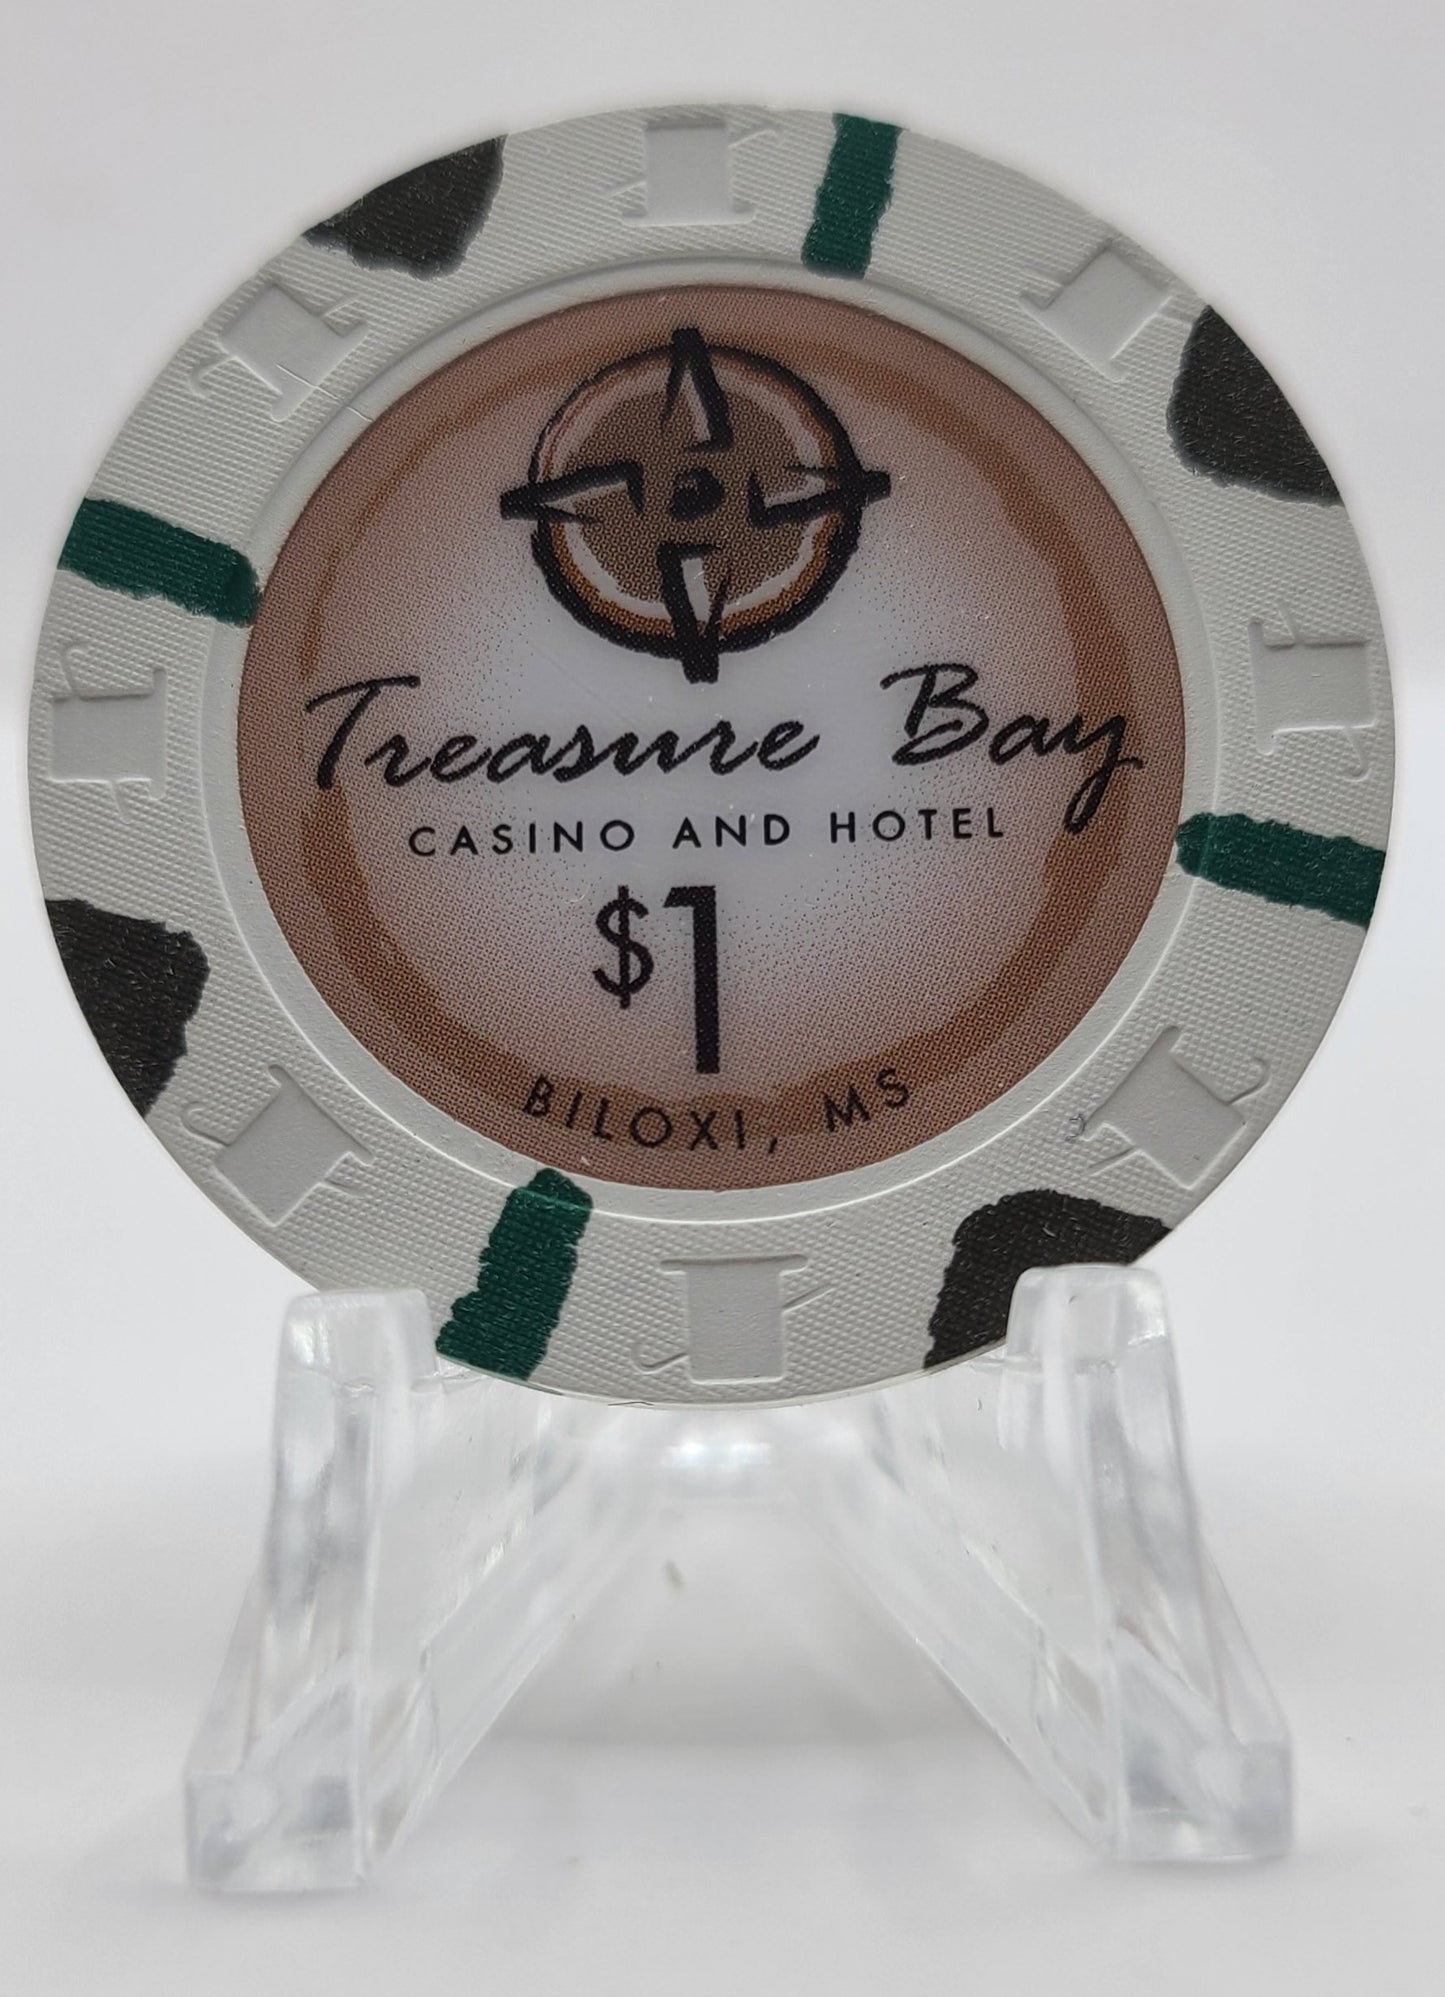 Treasure Bay
CASINO AND HOTEL
$1
BILOXI, MS